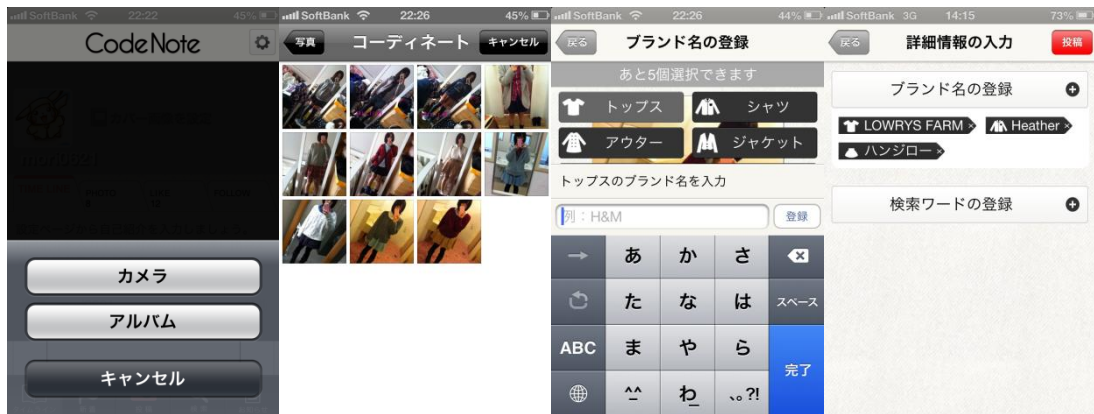 SoftBank 22:22 45%
CodeNote
カメラ
アルバム
キャンセル
SoftBank 22:26 45%
写真
コーディネート
キャンセル
SoftBank 22:26 44%
戻る
ブランド名の登録
あと5個選択できます
トップス
シャツ
アウター
ジャケット
トップスのブランド名を入力
例：H&M
登録
→ あ か さ
た な は スペース
ABC ま や ら
完了
^^ わ_ 、。?!
SoftBank 3G 14:15 73%
戻る
詳細情報の入力
投稿
ブランド名の登録
LOWRYS FARM × Heather ×
ハンジロー ×
検索ワードの登録